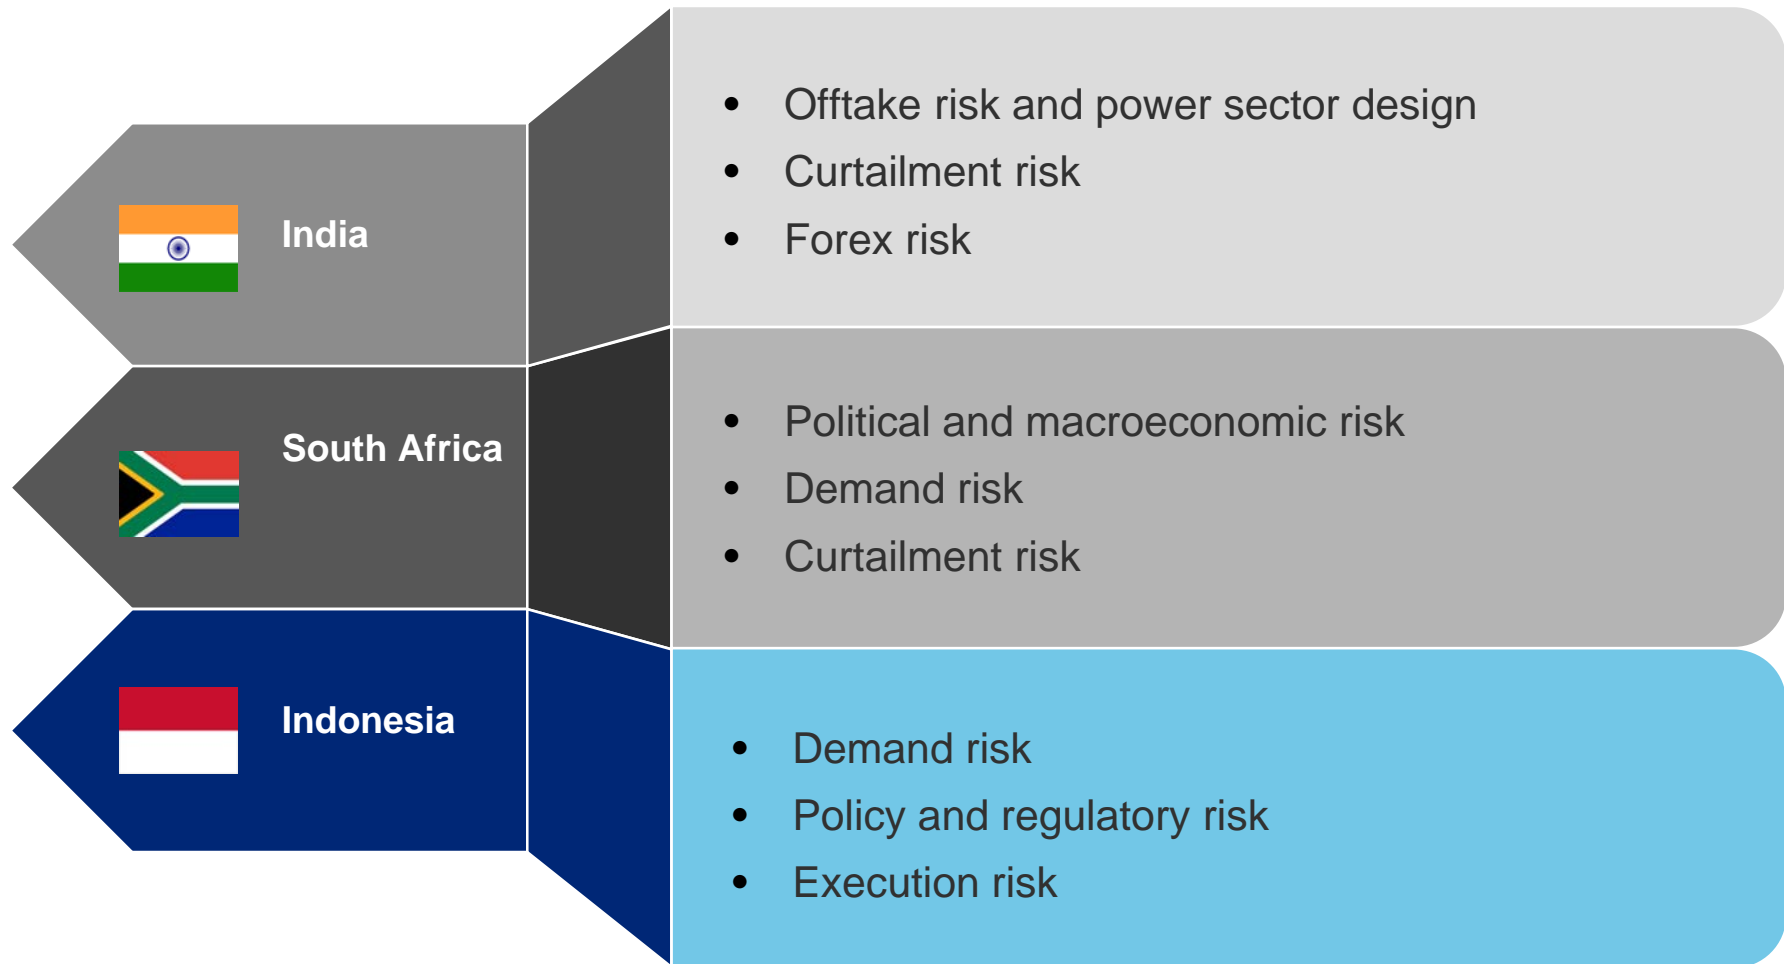 India
• Offtake risk and power sector design
• Curtailment risk
• Forex risk
South Africa
• Political and macroeconomic risk
• Demand risk
• Curtailment risk
Indonesia
• Demand risk
• Policy and regulatory risk
• Execution risk